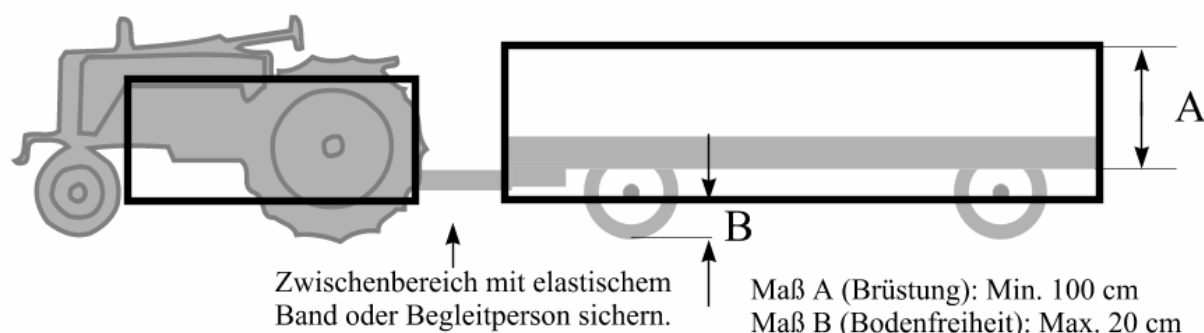 A
B
Zwischenbereich mit elastischem
Band oder Begleitperson sichern.
Maß A (Brüstung): Min. 100 cm
Maß B (Bodenfreiheit): Max. 20 cm